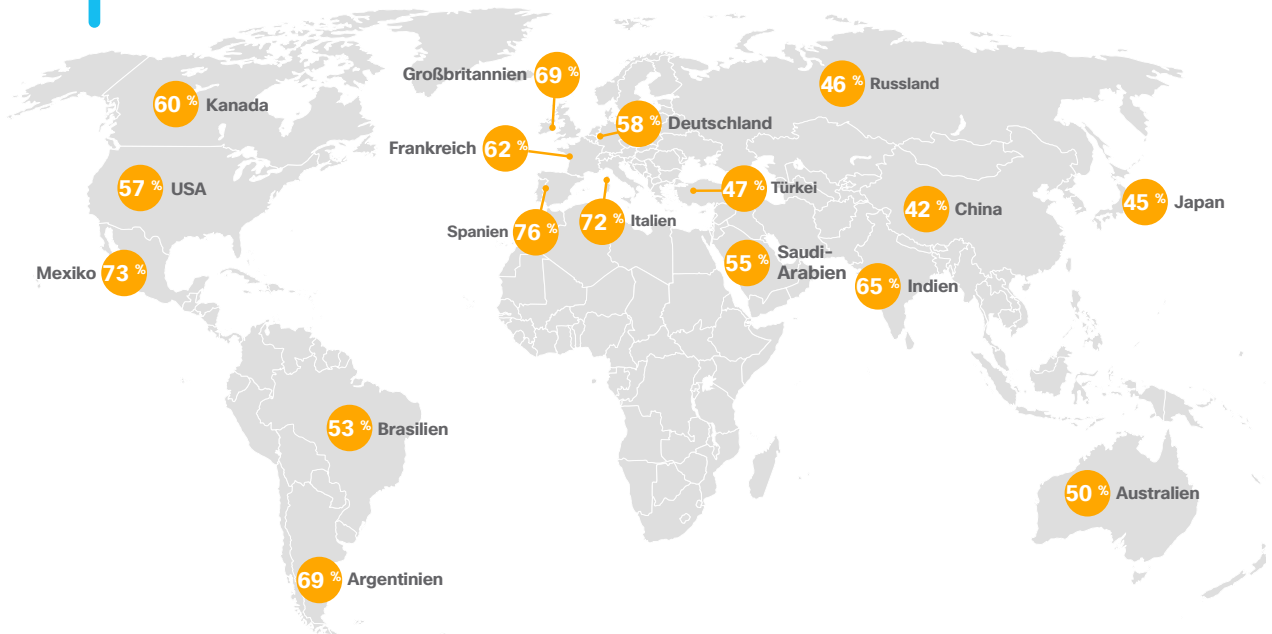 Großbritannien 69 %
46 % Russland
60 % Kanada
58 % Deutschland
Frankreich 62 %
57 % USA
47 % Türkei
45 % Japan
42 % China
72 % Italien
Spanien 76 %
Saudi-
Arabien
55 %
Mexiko 73 %
65 % Indien
53 % Brasilien
50 % Australien
69 % Argentinien